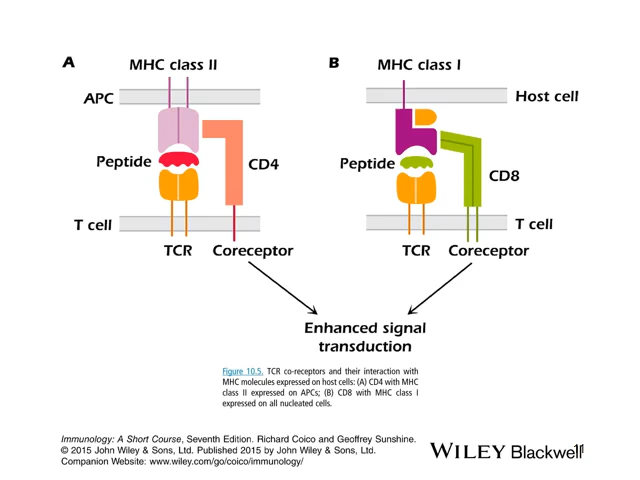 A
MHC class II
B
MHC class I
APC
Host cell
Peptide
CD4
Peptide
CD8
T cell
T cell
TCR
Coreceptor
TCR
Coreceptor
Enhanced signal
transduction
Figure 10.5. TCR co-receptors and their interaction with
MHC molecules expressed on host cells: (A) CD4 with MHC
class II expressed on APCs; (B) CD8 with MHC class I
expressed on all nucleated cells.
Immunology: A Short Course, Seventh Edition. Richard Coico and Geoffrey Sunshine.
© 2015 John Wiley & Sons, Ltd. Published 2015 by John Wiley & Sons, Ltd.
Companion Website: www.wiley.com/go/coico/immunology/
WILEY Blackwell